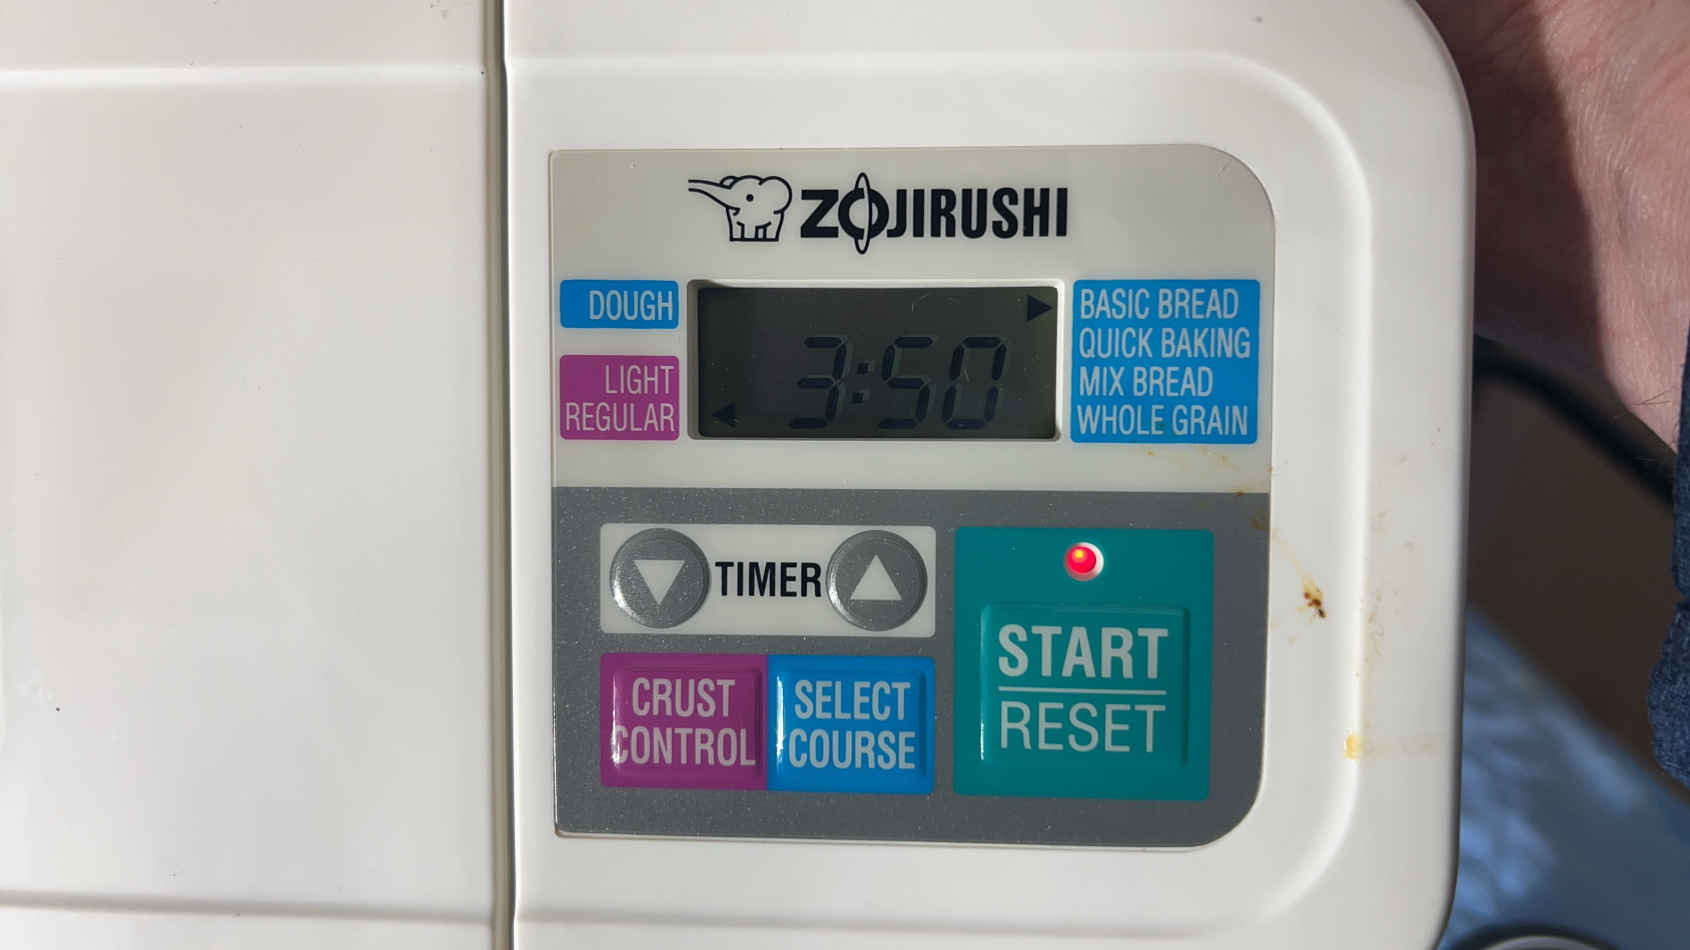 ZOJIRUSHI
DOUGH
LIGHT
REGULAR
3:50
BASIC BREAD
QUICK BAKING
MIX BREAD
WHOLE GRAIN
TIMER
CRUST
CONTROL
SELECT
COURSE
START
RESET